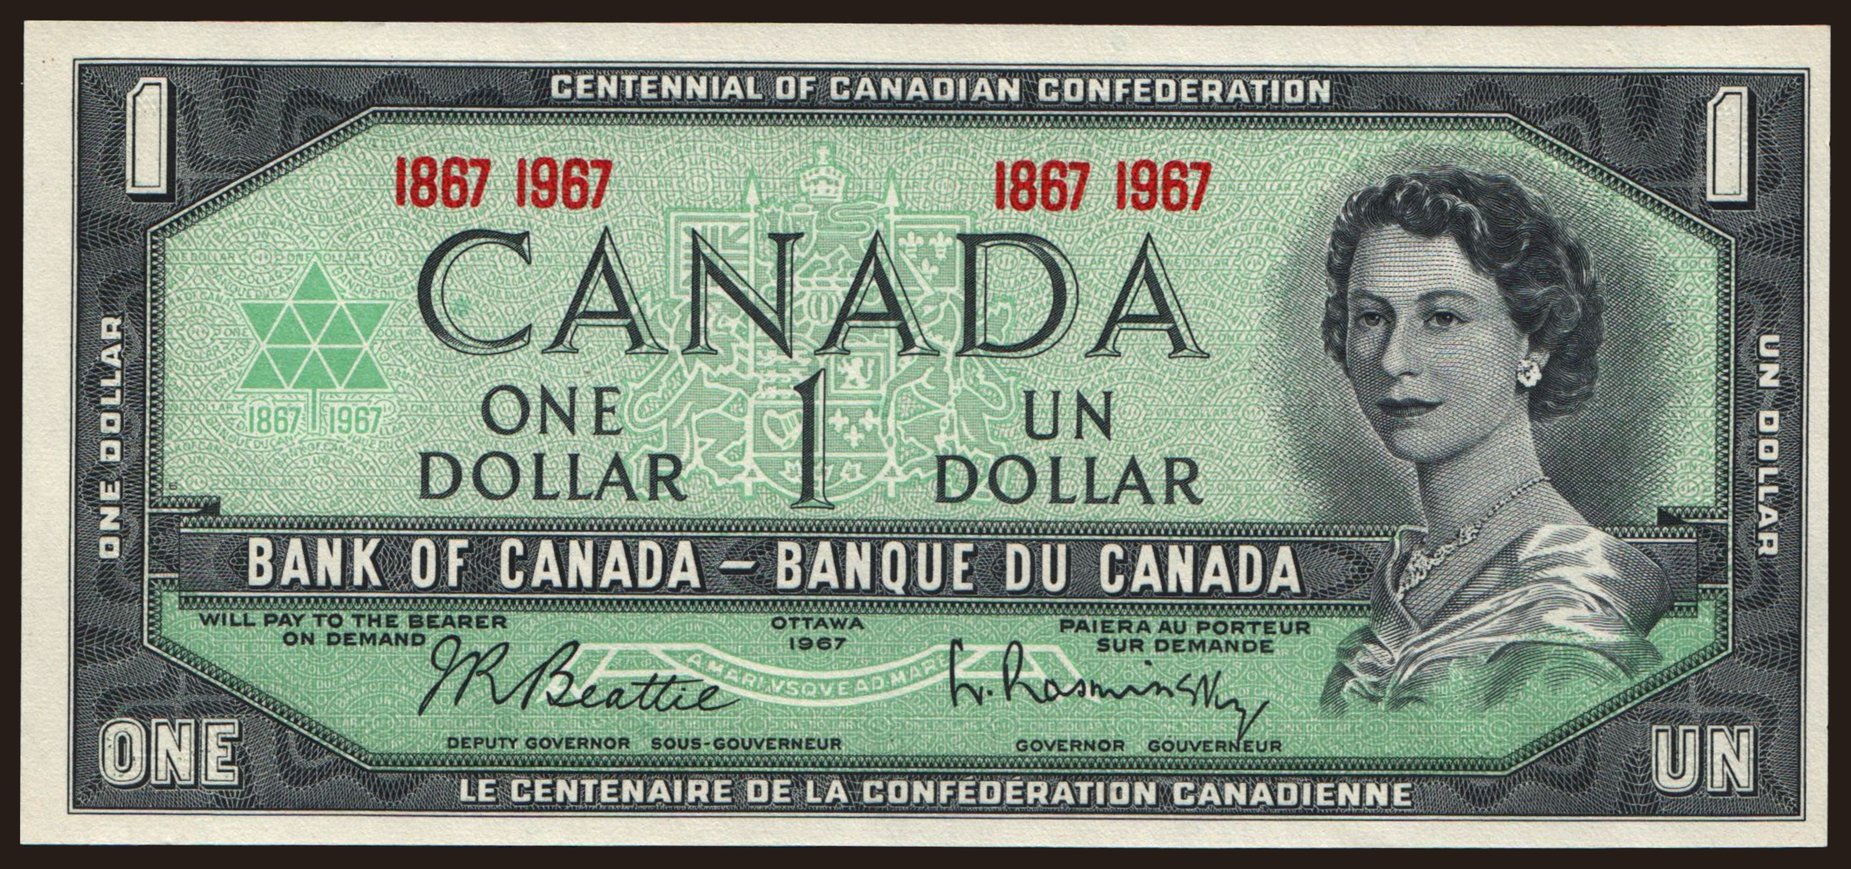 CENTENNIAL OF CANADIAN CONFEDERATION
1 1
1867 1967 1867 1967
CANADA
1867 1967
ONE DOLLAR
1
UN DOLLAR
ONE DOLLAR
UN DOLLAR
BANK OF CANADA – BANQUE DU CANADA
WILL PAY TO THE BEARER
ON DEMAND
OTTAWA
1967
PAIERA AU PORTEUR
SUR DEMANDE
A.MARI.VSQVE.AD.MARE
J R Beattie
L. Rasminsky
DEPUTY GOVERNOR SOUS-GOUVERNEUR
GOVERNOR GOUVERNEUR
ONE
UN
LE CENTENAIRE DE LA CONFÉDÉRATION CANADIENNE